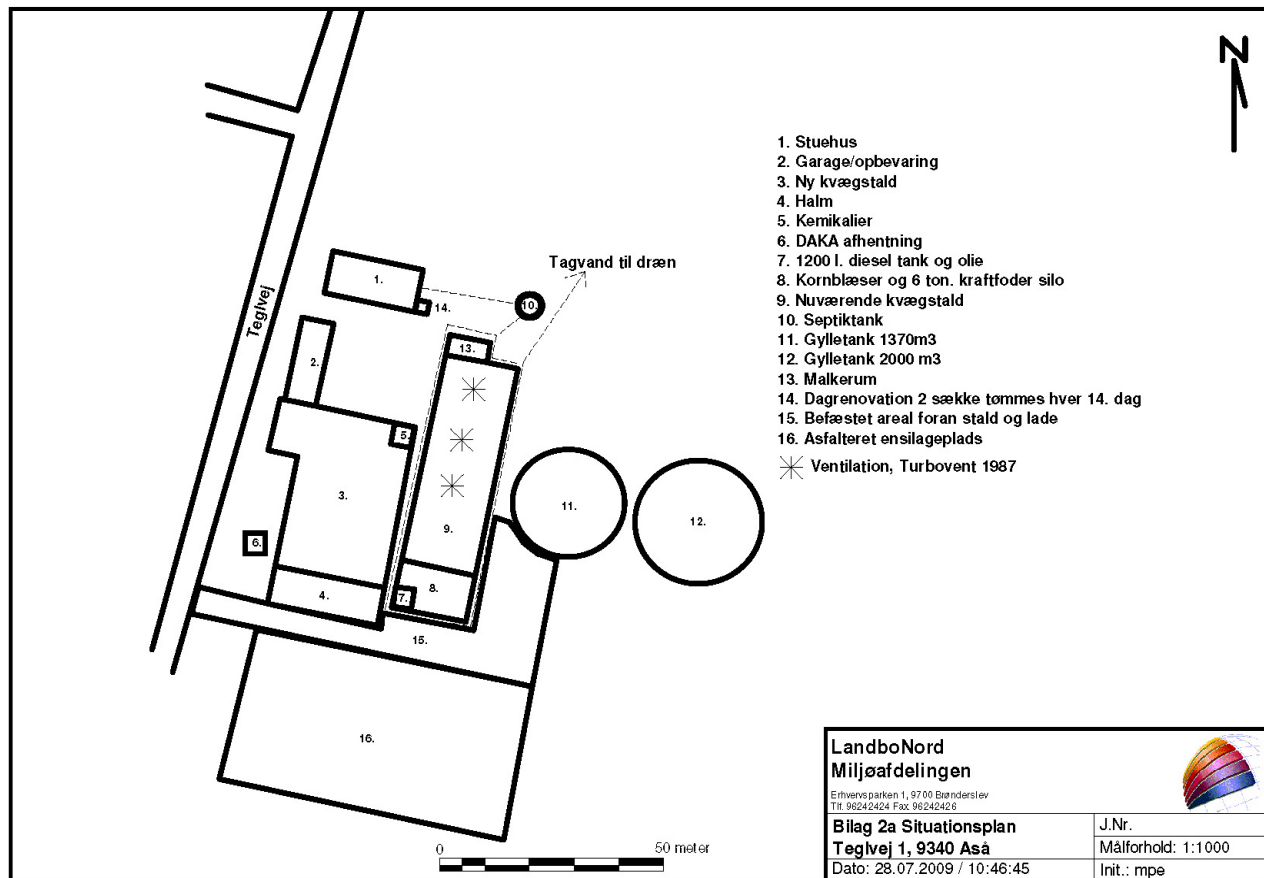 N
1. Stuehus
2. Garage/opbevaring
3. Ny kvægstald
4. Halm
5. Kemikalier
6. DAKA afhentning
7. 1200 l. diesel tank og olie
8. Kornblæser og 6 ton. kraftfoder silo
9. Nuværende kvægstald
10. Septiktank
11. Gylletank 1370m3
12. Gylletank 2000 m3
13. Malkerum
14. Dagrenovation 2 sække tømmes hver 14. dag
15. Befæstet areal foran stald og lade
16. Asfalteret ensilageplads
Ventilation, Turbovent 1987
Tagvand til dræn
Teglvej
1.
10.
14.
13.
2.
5.
3.
11.
12.
9.
6.
8.
4.
7.
15.
16.
0 50 meter
LandboNord
Miljøafdelingen
Erhvervsparken 1, 9700 Brønderslev
Tlf. 96242424 Fax 96242426
Bilag 2a Situationsplan
Teglvej 1, 9340 Aså
Dato: 28.07.2009 / 10:46:45
J.Nr.
Målforhold: 1:1000
Init.: mpe